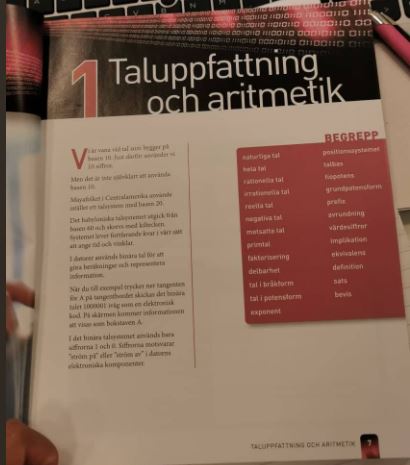 1 Taluppfattning
och aritmetik
Vi är vana vid tal som bygger på
basen 10. Just därför använder vi
10 siffror.
Men det är inte självklart att använda
basen 10.
Mayafolket i Centralamerika använde
istället ett talsystem med basen 20.
Det babyloniska talsystemet utgick från
basen 60 och skrevs med kiltecken.
Systemet lever fortfarande kvar i vårt sätt
att ange tid och vinklar.
I datorer används binära tal för att
göra beräkningar och representera
information.
När du till exempel trycker ner tangenten
för A på tangentbordet skickas det binära
talet 1000001 iväg som en elektronisk
kod. På skärmen kommer informationen
att visas som bokstaven A.
I det binära talsystemet används bara
siffrorna 1 och 0. Siffrorna motsvarar
"ström på" eller "ström av" i datorns
elektroniska komponenter.
BEGREPP
naturliga tal
hela tal
rationella tal
irrationella tal
reella tal
negativa tal
motsatta tal
primtal
faktorisering
delbarhet
tal i bråkform
tal i potensform
exponent
positionssystemet
talbas
tiopotens
grundpotensform
prefix
avrundning
värdesiffror
implikation
ekvivalens
definition
sats
bevis
TALUPPFATTNING OCH ARITMETIK 7